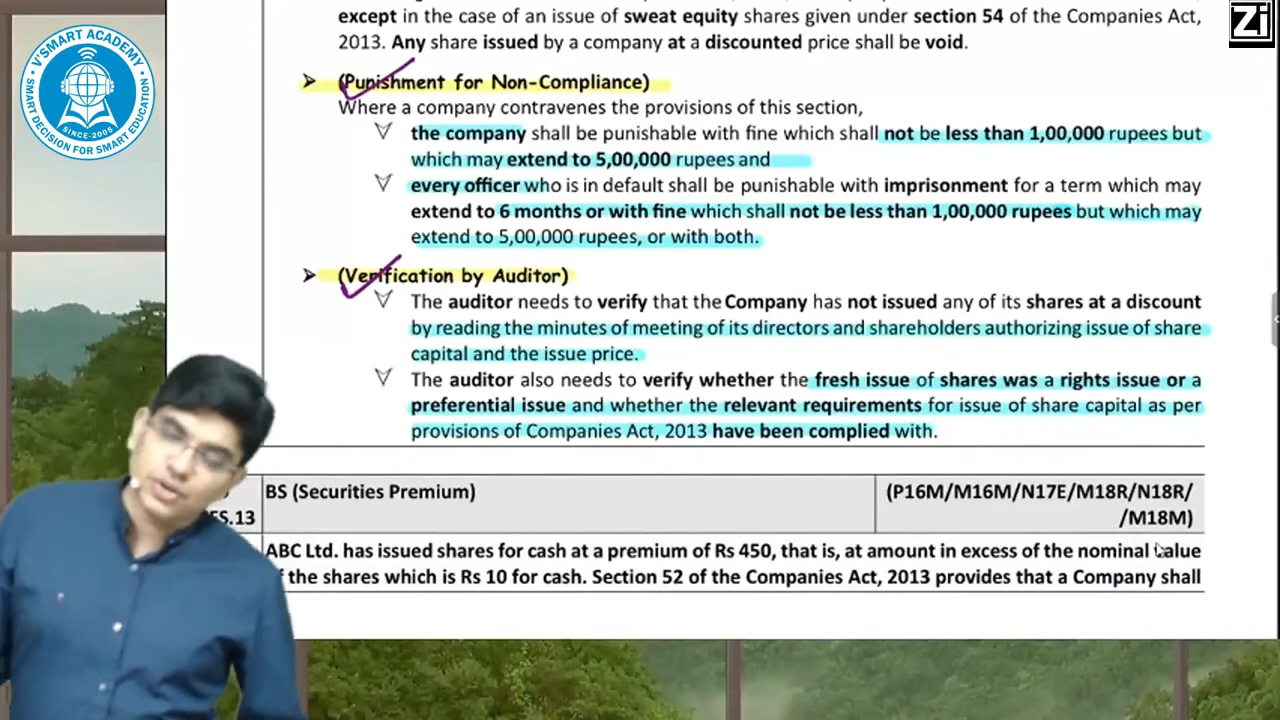 V'SMART ACADEMY
SMART DECISION FOR SMART EDUCATION
SINCE-2005
Zi
except in the case of an issue of sweat equity shares given under section 54 of the Companies Act,
2013. Any share issued by a company at a discounted price shall be void.
(Punishment for Non-Compliance)
Where a company contravenes the provisions of this section,
the company shall be punishable with fine which shall not be less than 1,00,000 rupees but
which may extend to 5,00,000 rupees and
every officer who is in default shall be punishable with imprisonment for a term which may
extend to 6 months or with fine which shall not be less than 1,00,000 rupees but which may
extend to 5,00,000 rupees, or with both.
(Verification by Auditor)
The auditor needs to verify that the Company has not issued any of its shares at a discount
by reading the minutes of meeting of its directors and shareholders authorizing issue of share
capital and the issue price.
The auditor also needs to verify whether the fresh issue of shares was a rights issue or a
preferential issue and whether the relevant requirements for issue of share capital as per
provisions of Companies Act, 2013 have been complied with.
BS (Securities Premium) (P16M/M16M/N17E/M18R/N18R/
S.13 /M18M)
ABC Ltd. has issued shares for cash at a premium of Rs 450, that is, at amount in excess of the nominal value
the shares which is Rs 10 for cash. Section 52 of the Companies Act, 2013 provides that a Company shall